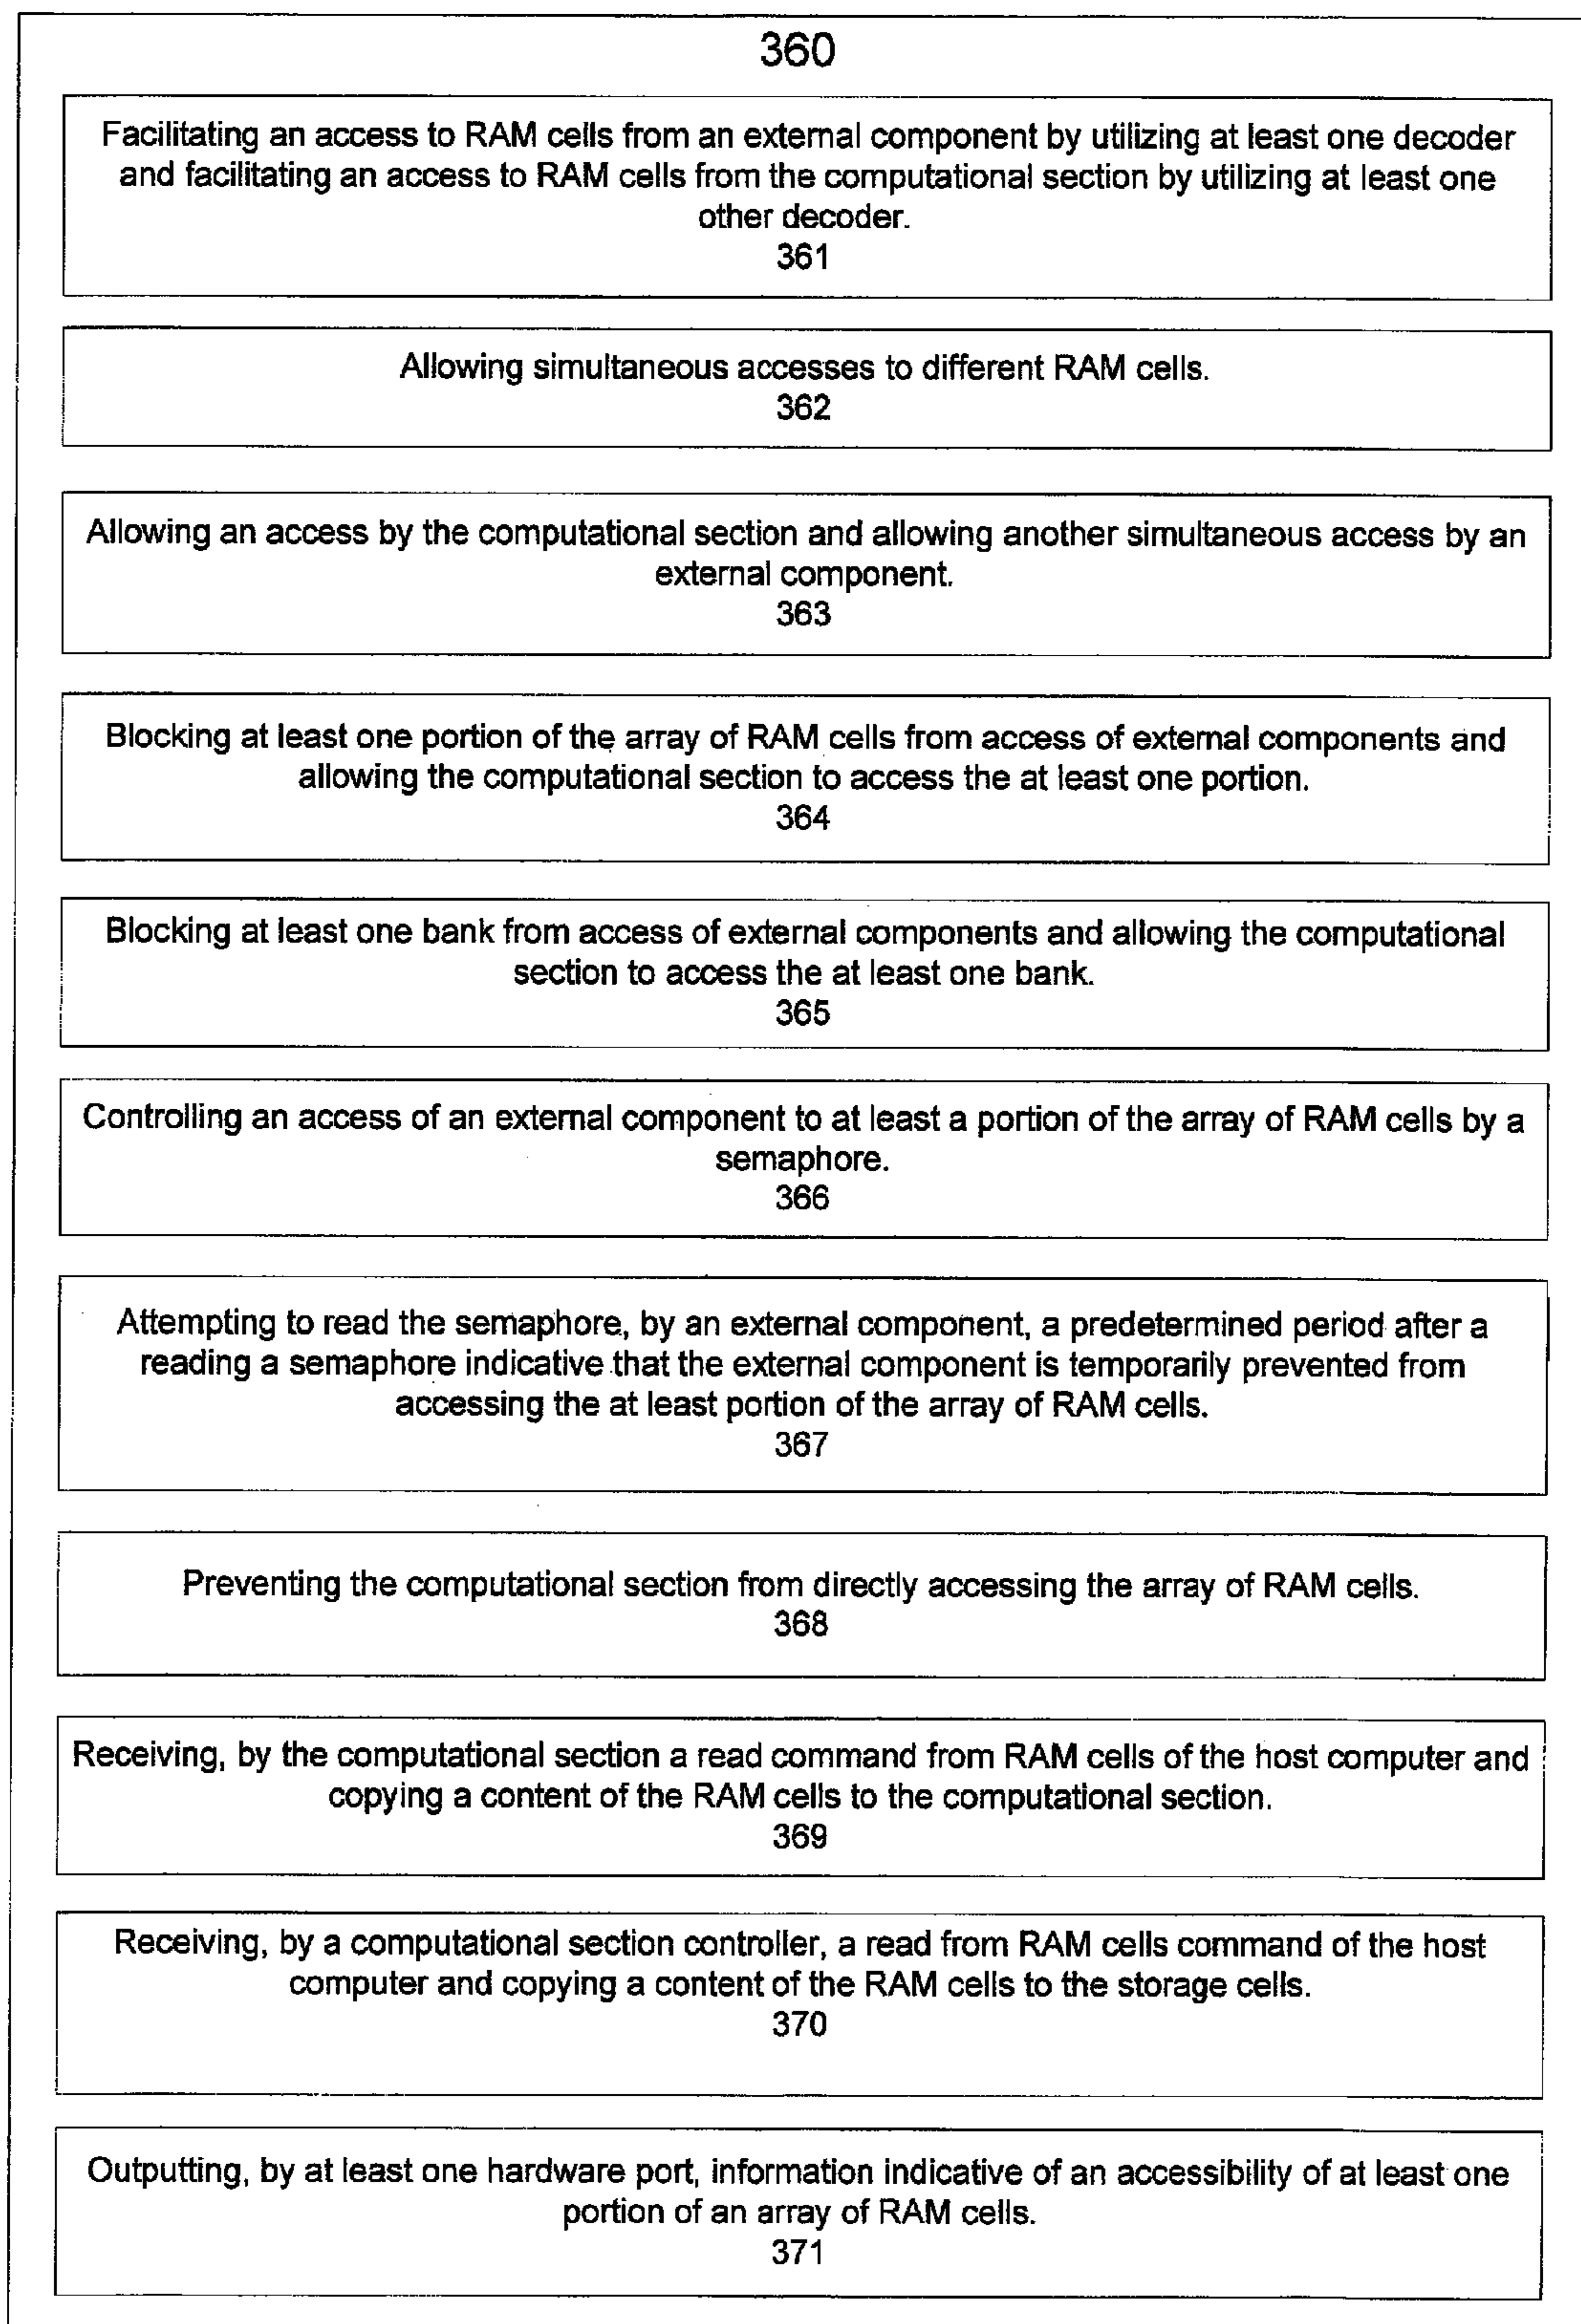 360
Facilitating an access to RAM cells from an external component by utilizing at least one decoder
and facilitating an access to RAM cells from the computational section by utilizing at least one
other decoder.
361
Allowing simultaneous accesses to different RAM cells.
362
Allowing an access by the computational section and allowing another simultaneous access by an
external component.
363
Blocking at least one portion of the array of RAM cells from access of external components and
allowing the computational section to access the at least one portion.
364
Blocking at least one bank from access of external components and allowing the computational
section to access the at least one bank.
365
Controlling an access of an external component to at least a portion of the array of RAM cells by a
semaphore.
366
Attempting to read the semaphore, by an external component, a predetermined period after a
reading a semaphore indicative that the external component is temporarily prevented from
accessing the at least portion of the array of RAM cells.
367
Preventing the computational section from directly accessing the array of RAM cells.
368
Receiving, by the computational section a read command from RAM cells of the host computer and
copying a content of the RAM cells to the computational section.
369
Receiving, by a computational section controller, a read from RAM cells command of the host
computer and copying a content of the RAM cells to the storage cells.
370
Outputting, by at least one hardware port, information indicative of an accessibility of at least one
portion of an array of RAM cells.
371